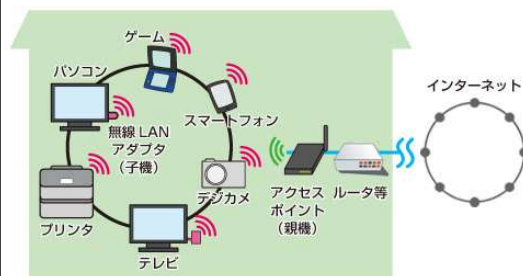 ゲーム
パソコン
インターネット
スマートフォン
無線 LAN
アダプタ
（子機）
デジカメ
アクセス
ポイント
（親機）
ルータ等
プリンタ
テレビ